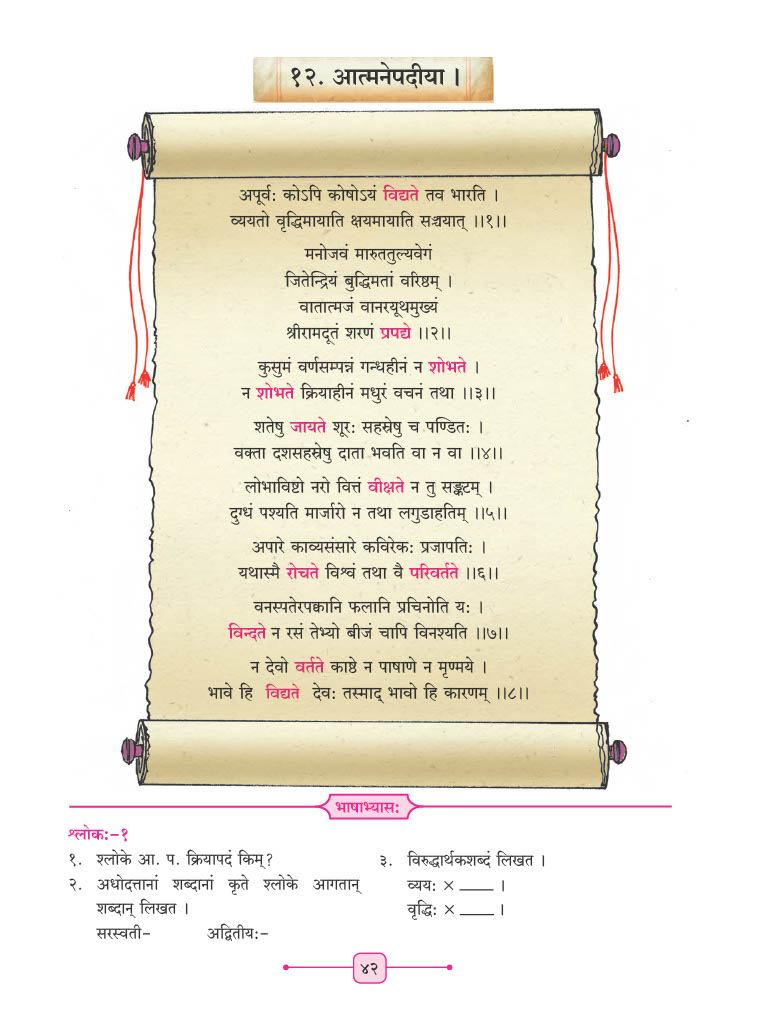 १२. आत्मनेपदीया ।
अपूर्वः कोऽपि कोषोऽयं विद्यते तव भारति ।
व्ययतो वृद्धिमायाति क्षयमायाति सञ्चयात् ।।१।।
मनोजवं मारुततुल्यवेगं
जितेन्द्रियं बुद्धिमतां वरिष्ठम् ।
वातात्मजं वानरयूथमुख्यं
श्रीरामदूतं शरणं प्रपद्ये ।।२।।
कुसुमं वर्णसम्पन्नं गन्धहीनं न शोभते ।
न शोभते क्रियाहीनं मधुरं वचनं तथा ।।३।।
शतेषु जायते शूरः सहस्रेषु च पण्डितः ।
वक्ता दशसहस्रेषु दाता भवति वा न वा ।।४।।
लोभाविष्टो नरो वित्तं वीक्षते न तु सङ्कटम् ।
दुग्धं पश्यति मार्जारो न तथा लगुडाहतिम् ।।५।।
अपारे काव्यसंसारे कविरेकः प्रजापतिः ।
यथास्मै रोचते विश्वं तथा वै परिवर्तते ।।६।।
वनस्पतेरपक्वानि फलानि प्रचिनोति यः ।
विन्दते न रसं तेभ्यो बीजं चापि विनश्यति ।।७।।
न देवो वर्तते काष्ठे न पाषाणे न मृण्मये ।
भावे हि विद्यते देवः तस्माद् भावो हि कारणम् ।।८।।
भाषाभ्यासः
श्लोकः-१
१. श्लोके आ. प. क्रियापदं किम्?
२. अधोदत्तानां शब्दानां कृते श्लोके आगतान्
शब्दान् लिखत ।
सरस्वती- अद्वितीयः-
३. विरुद्धार्थकशब्दं लिखत ।
व्ययः × ____ ।
वृद्धिः × ____ ।
४२